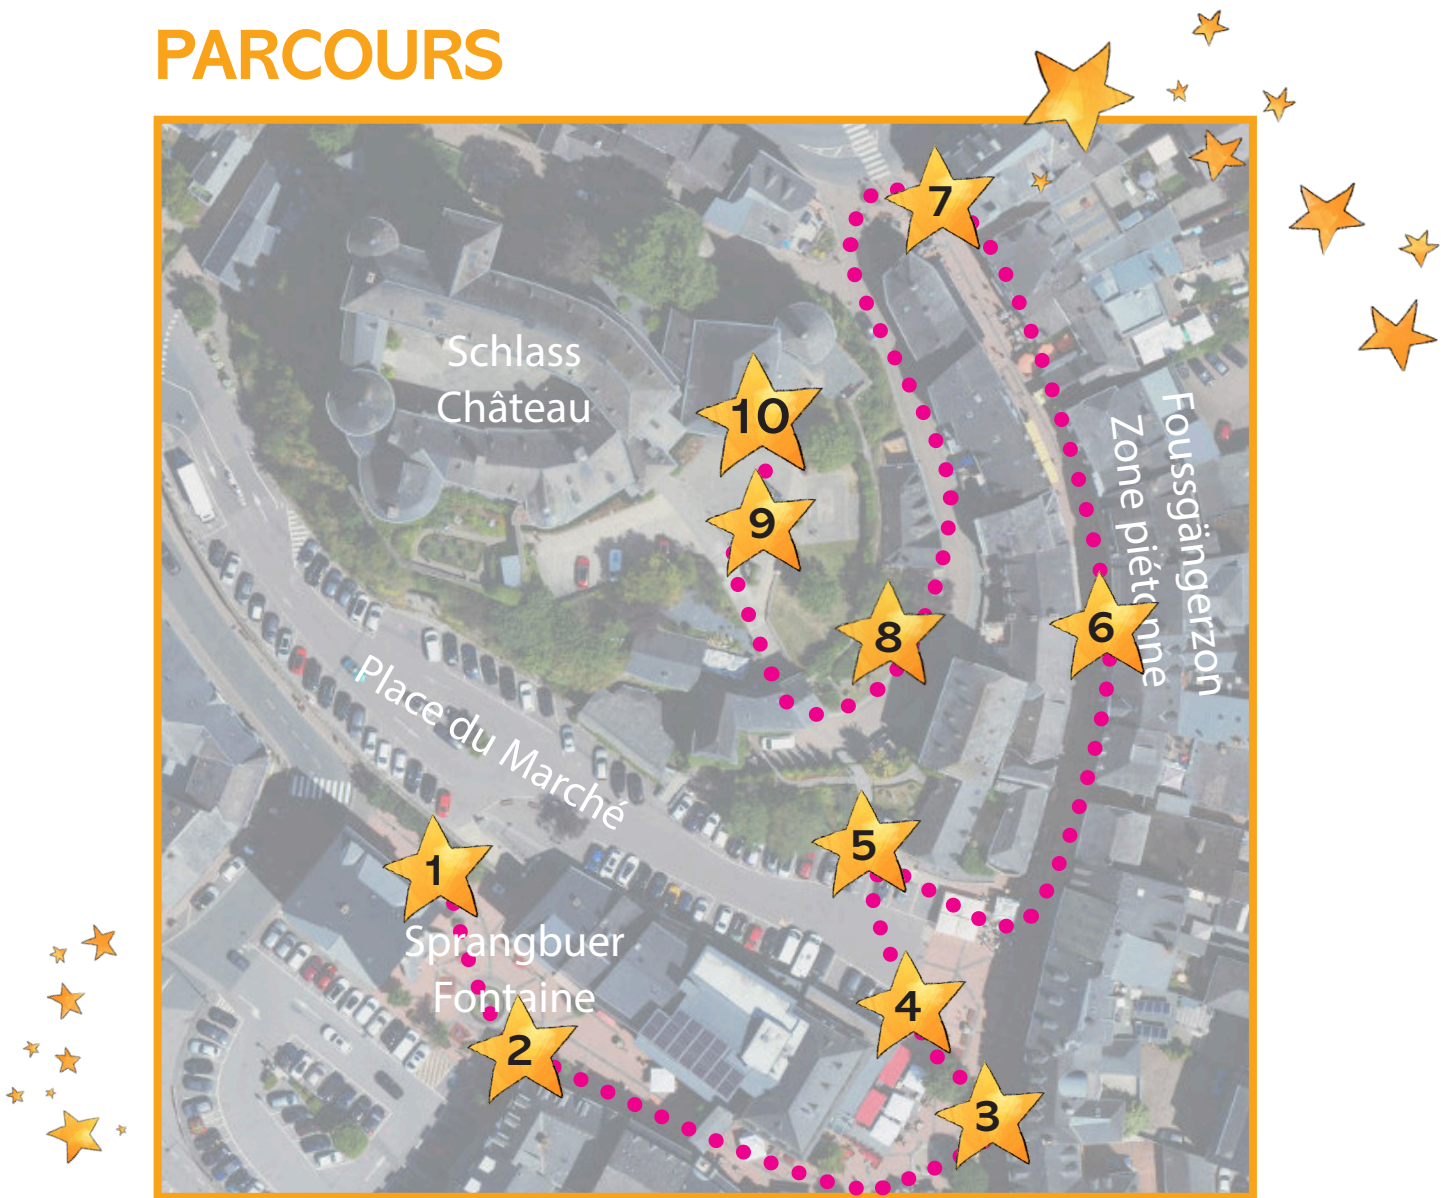 PARCOURS
7
Schlass
Château
10
9
Foussgängerzon
Zone piétonne
8
6
Place du Marché
5
1
Sprangbuer
Fontaine
4
2
3